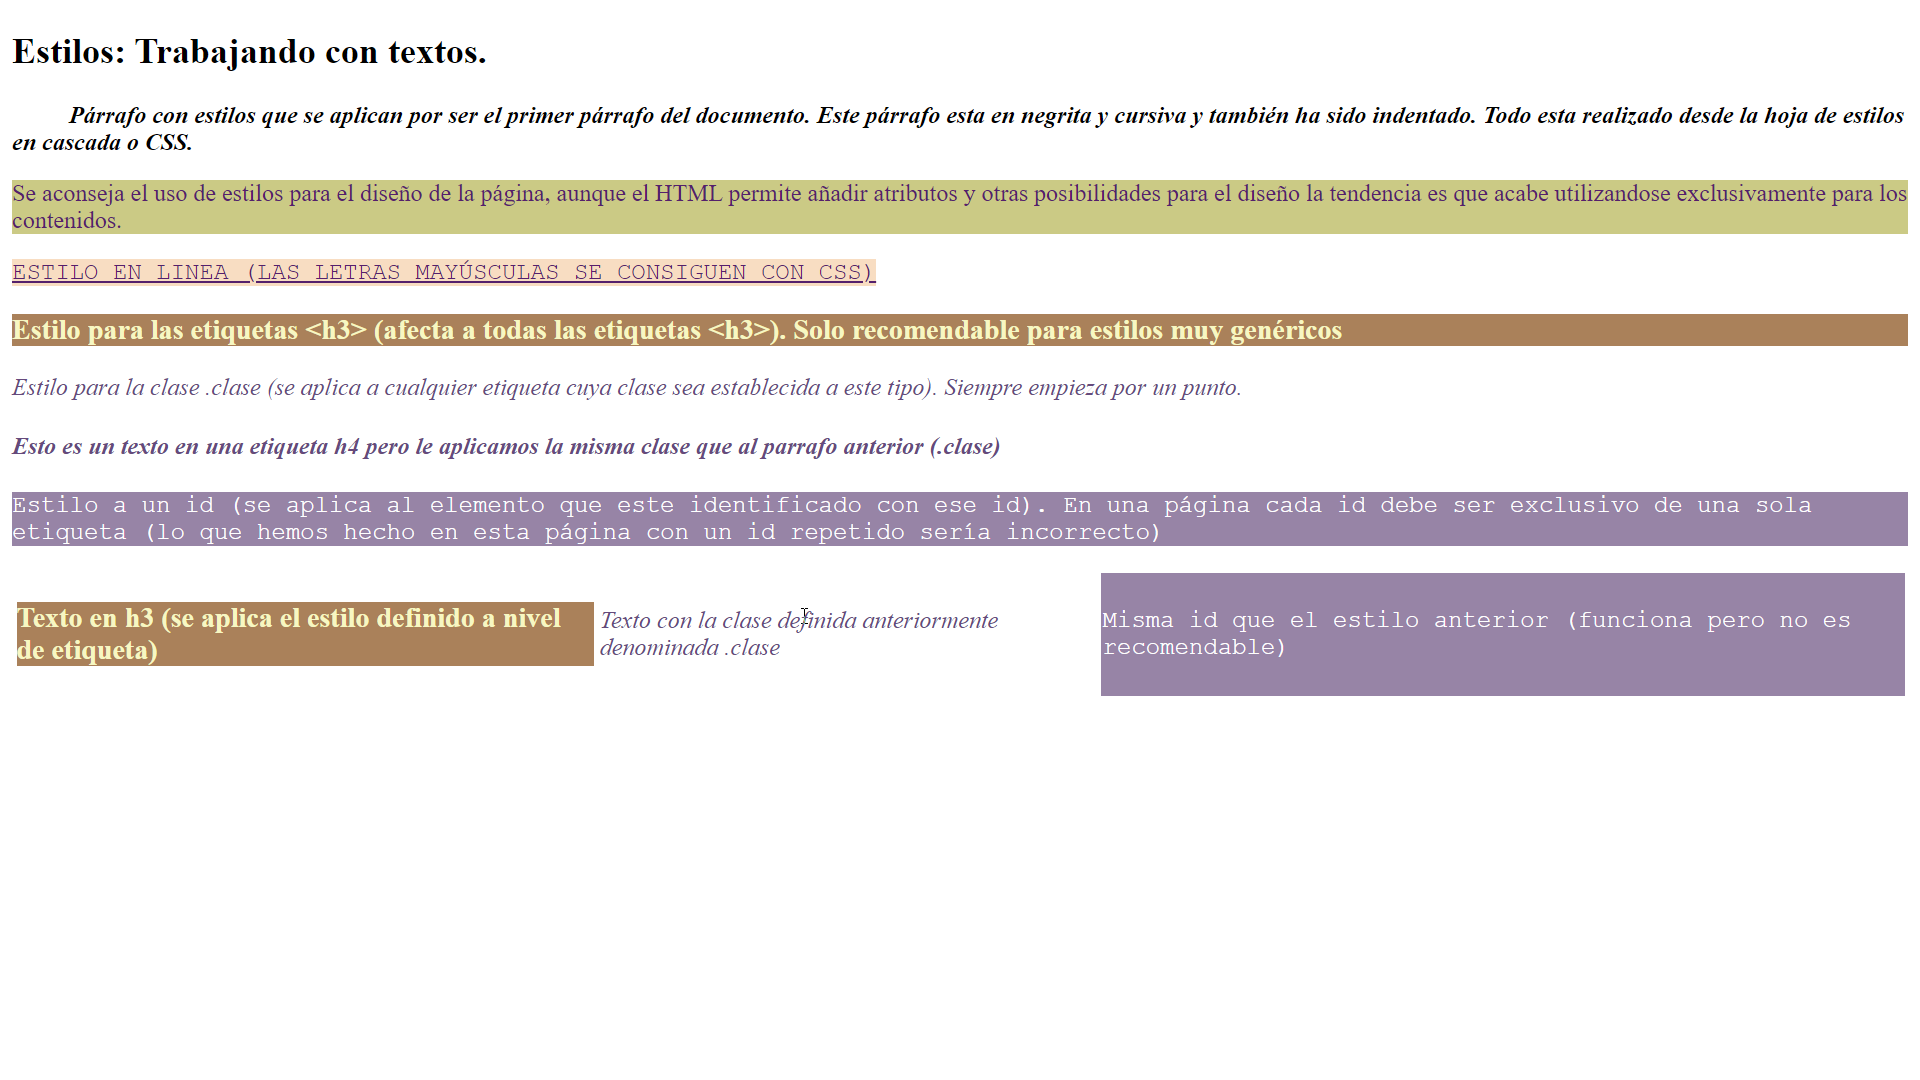 Estilos: Trabajando con textos.
Párrafo con estilos que se aplican por ser el primer párrafo del documento. Este párrafo esta en negrita y cursiva y también ha sido indentado. Todo esta realizado desde la hoja de estilos
en cascada o CSS.
Se aconseja el uso de estilos para el diseño de la página, aunque el HTML permite añadir atributos y otras posibilidades para el diseño la tendencia es que acabe utilizandose exclusivamente para los
contenidos.
ESTILO EN LINEA (LAS LETRAS MAYÚSCULAS SE CONSIGUEN CON CSS)
Estilo para las etiquetas <h3> (afecta a todas las etiquetas <h3>). Solo recomendable para estilos muy genéricos
Estilo para la clase .clase (se aplica a cualquier etiqueta cuya clase sea establecida a este tipo). Siempre empieza por un punto.
Esto es un texto en una etiqueta h4 pero le aplicamos la misma clase que al parrafo anterior (.clase)
Estilo a un id (se aplica al elemento que este identificado con ese id). En una página cada id debe ser exclusivo de una sola
etiqueta (lo que hemos hecho en esta página con un id repetido sería incorrecto)
Texto en h3 (se aplica el estilo definido a nivel
de etiqueta)
Texto con la clase definida anteriormente
denominada .clase
Misma id que el estilo anterior (funciona pero no es
recomendable)